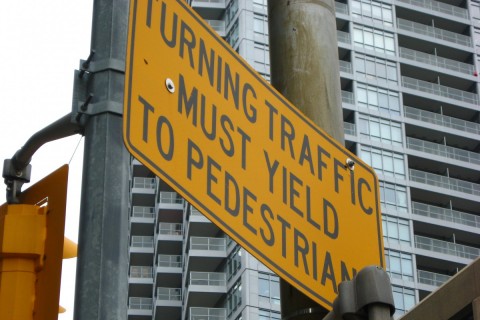 TURNING TRAFFIC
MUST YIELD
TO PEDESTRIAN